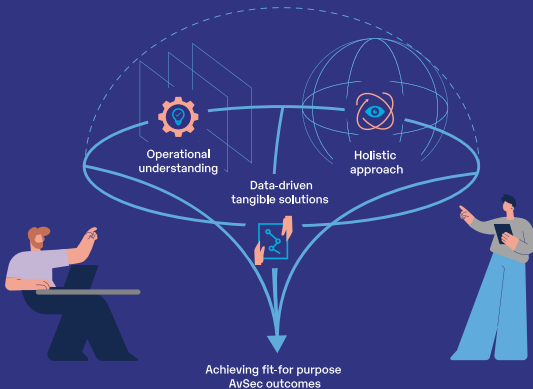 Operational
understanding
Holistic
approach
Data-driven
tangible solutions
Achieving fit-for purpose
AvSec outcomes